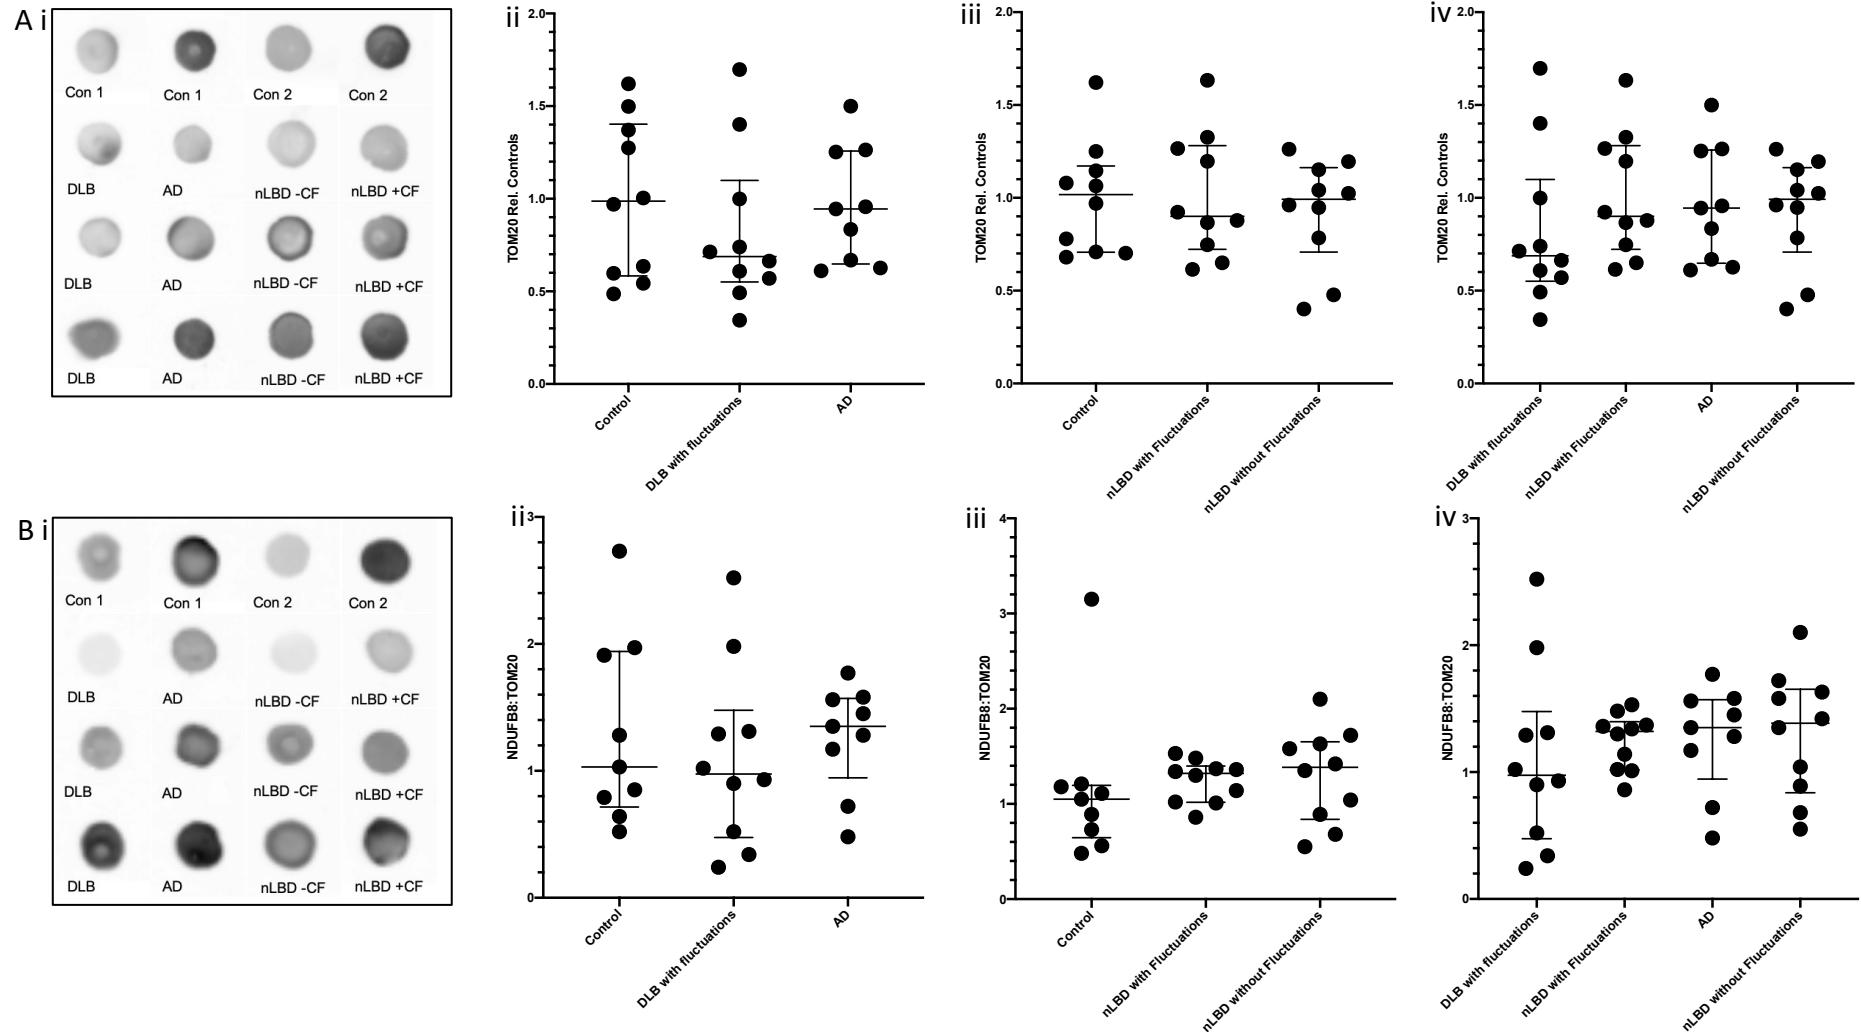 A i
Con 1
Con 1
Con 2
Con 2
DLB
AD
nLBD -CF
nLBD +CF
DLB
AD
nLBD -CF
nLBD +CF
DLB
AD
nLBD -CF
nLBD +CF
ii
TOM20 Rel. Controls
2.0
1.5
1.0
0.5
0.0
Control
DLB with fluctuations
AD
iii
TOM20 Rel. Controls
2.0
1.5
1.0
0.5
0.0
Control
nLBD with Fluctuations
nLBD without Fluctuations
iv
TOM20 Rel. Controls
2.0
1.5
1.0
0.5
0.0
DLB with fluctuations
nLBD with Fluctuations
AD
nLBD without Fluctuations
B i
Con 1
Con 1
Con 2
Con 2
DLB
AD
nLBD -CF
nLBD +CF
DLB
AD
nLBD -CF
nLBD +CF
DLB
AD
nLBD -CF
nLBD +CF
ii
NDUFB8:TOM20
3
2
1
0
Control
DLB with fluctuations
AD
iii
NDUFB8:TOM20
4
3
2
1
0
Control
nLBD with Fluctuations
nLBD without Fluctuations
iv
NDUFB8:TOM20
3
2
1
0
DLB with fluctuations
nLBD with Fluctuations
AD
nLBD without Fluctuations